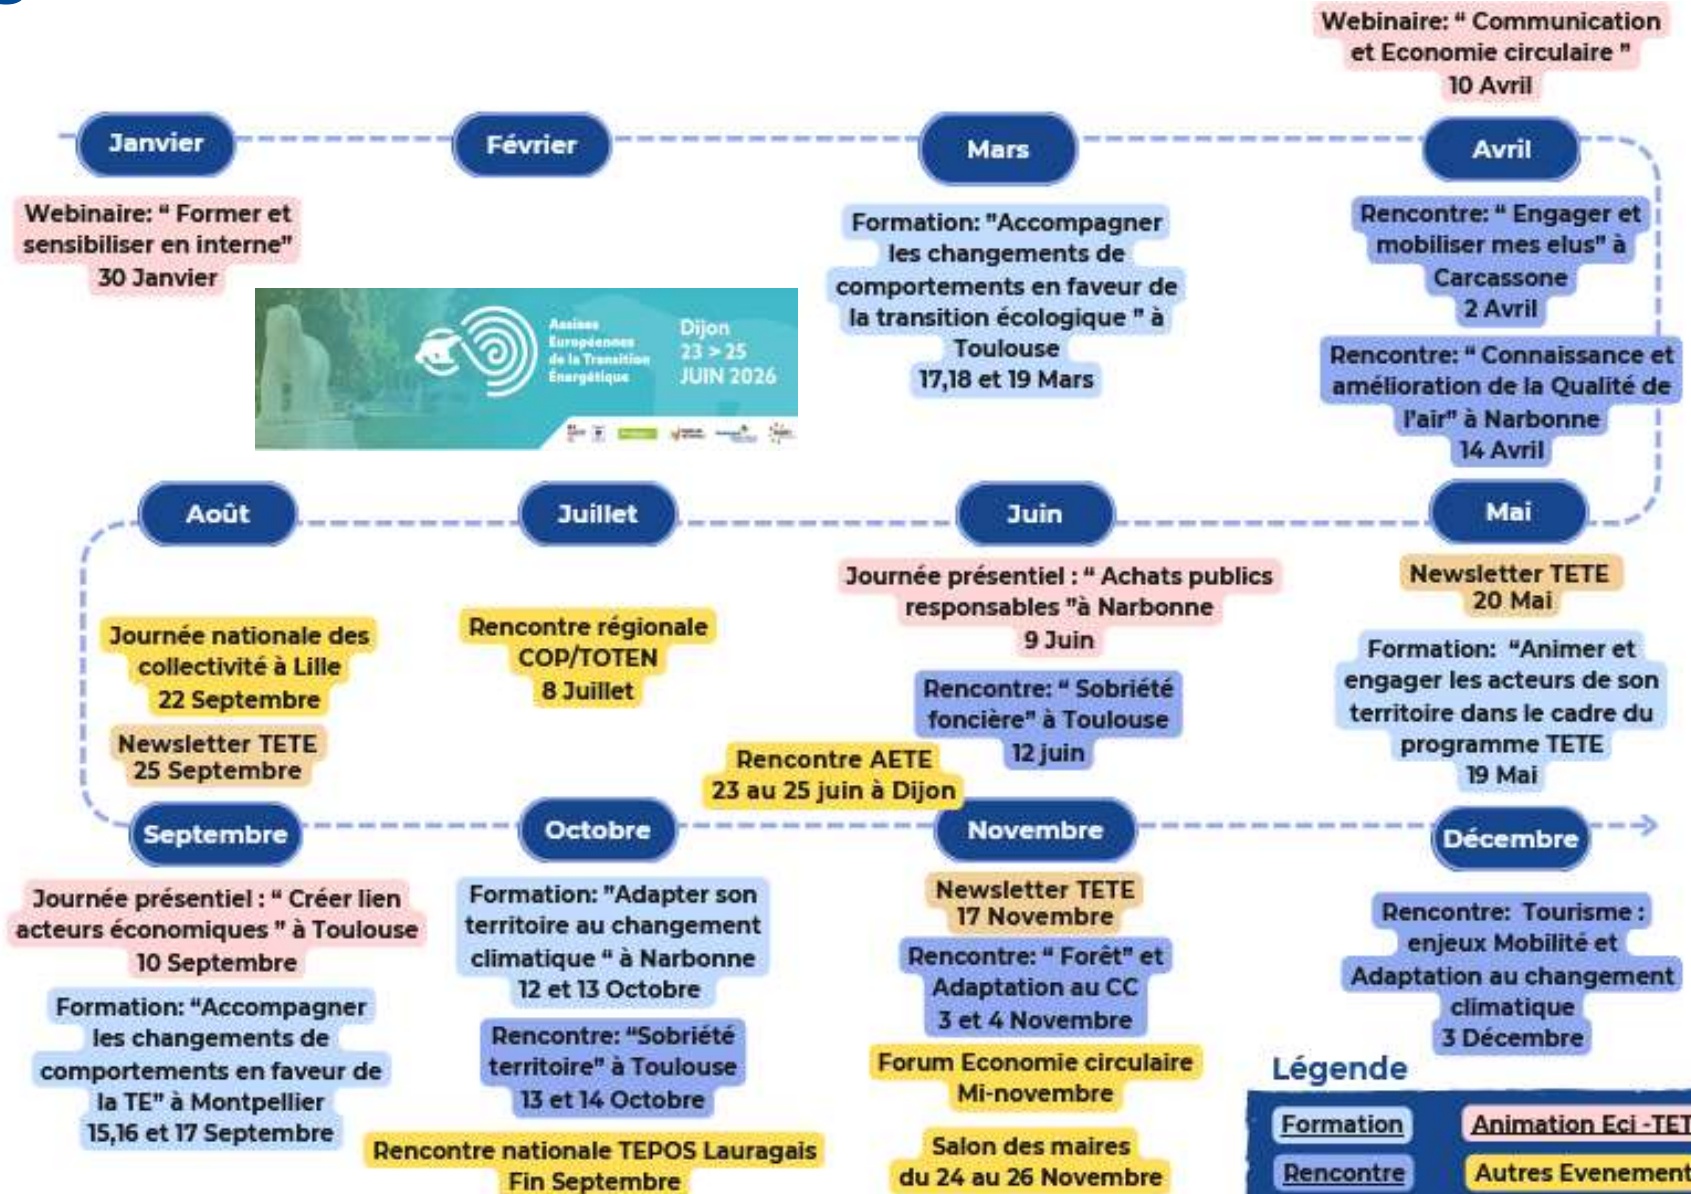 Webinaire: “ Communication
et Economie circulaire ”
10 Avril
Janvier
Février
Mars
Avril
Webinaire: “ Former et
sensibiliser en interne”
30 Janvier
Formation: "Accompagner
les changements de
comportements en faveur de
la transition écologique ” à
Toulouse
17,18 et 19 Mars
Rencontre: “ Engager et
mobiliser mes elus” à
Carcassone
2 Avril
Rencontre: “ Connaissance et
amélioration de la Qualité de
l’air” à Narbonne
14 Avril
Assises
Européennes
de la Transition
Énergétique
Dijon
23 > 25
JUIN 2026
Août
Juillet
Juin
Mai
Journée nationale des
collectivité à Lille
22 Septembre
Newsletter TETE
25 Septembre
Rencontre régionale
COP/TOTEN
8 Juillet
Journée présentiel : “ Achats publics
responsables ”à Narbonne
9 Juin
Rencontre: “ Sobriété
foncière” à Toulouse
12 juin
Rencontre AETE
23 au 25 juin à Dijon
Newsletter TETE
20 Mai
Formation:  “Animer et
engager les acteurs de son
territoire dans le cadre du
programme TETE
19 Mai
Septembre
Octobre
Novembre
Décembre
Journée présentiel : “ Créer lien
acteurs économiques ” à Toulouse
10 Septembre
Formation: “Accompagner
les changements de
comportements en faveur de
la TE” à Montpellier
15,16 et 17 Septembre
Formation: "Adapter son
territoire au changement
climatique “ à Narbonne
12 et 13 Octobre
Rencontre: “Sobriété
territoire” à Toulouse
13 et 14 Octobre
Rencontre nationale TEPOS Lauragais
Fin Septembre
Newsletter TETE
17 Novembre
Rencontre: “ Forêt” et
Adaptation au CC
3 et 4 Novembre
Forum Economie circulaire
Mi-novembre
Salon des maires
du 24 au 26 Novembre
Rencontre:  Tourisme :
enjeux Mobilité et
Adaptation au changement
climatique
3 Décembre
Légende
Formation
Animation Eci -TET
Rencontre
Autres Evenement